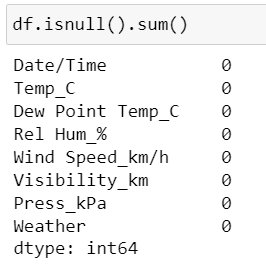 df.isnull().sum()
Date/Time 0
Temp_C 0
Dew Point Temp_C 0
Rel Hum_% 0
Wind Speed_km/h 0
Visibility_km 0
Press_kPa 0
Weather 0
dtype: int64